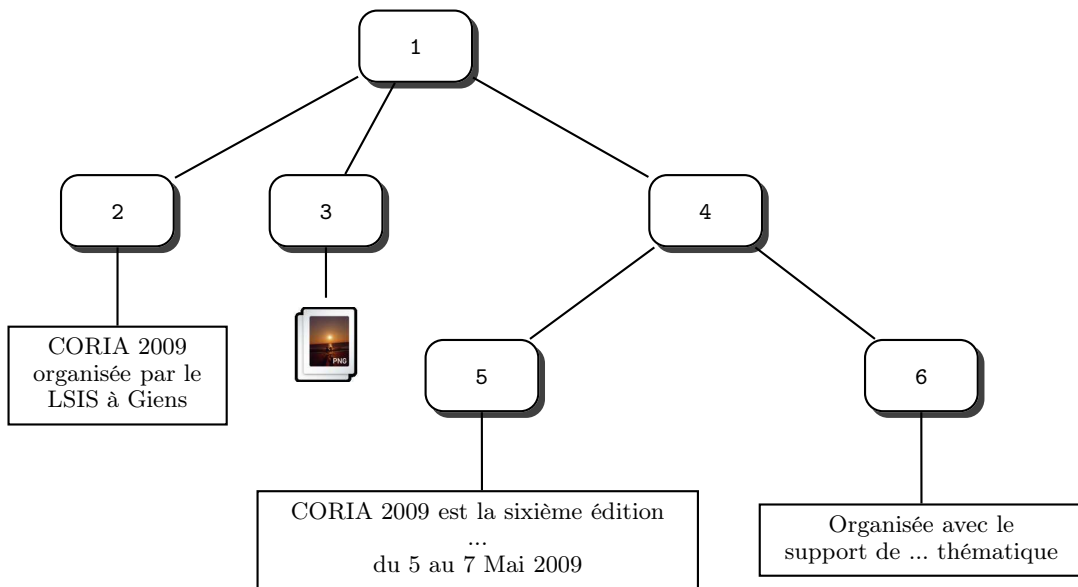 1
2
3
4
CORIA 2009
organisée par le
LSIS à Giens
PNG
5
6
CORIA 2009 est la sixième édition
...
du 5 au 7 Mai 2009
Organisée avec le
support de ... thématique